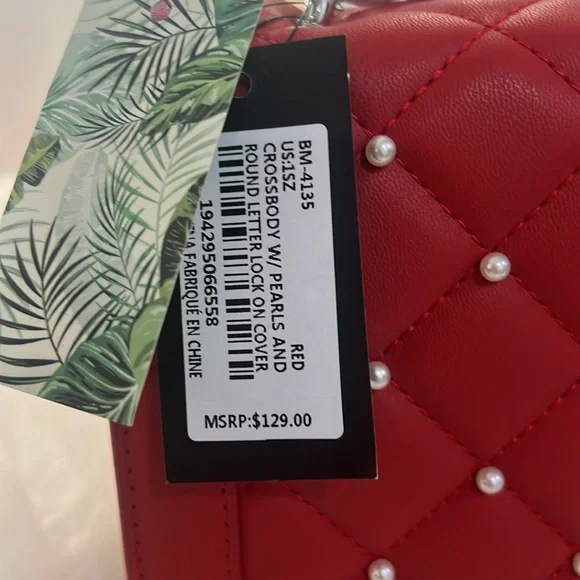 BM-4135
US:1SZ RED
CROSSBODY W/ PEARLS AND
ROUND LETTER LOCK ON COVER
194295066558
FABRIQUÉ EN CHINE
MSRP:$129.00